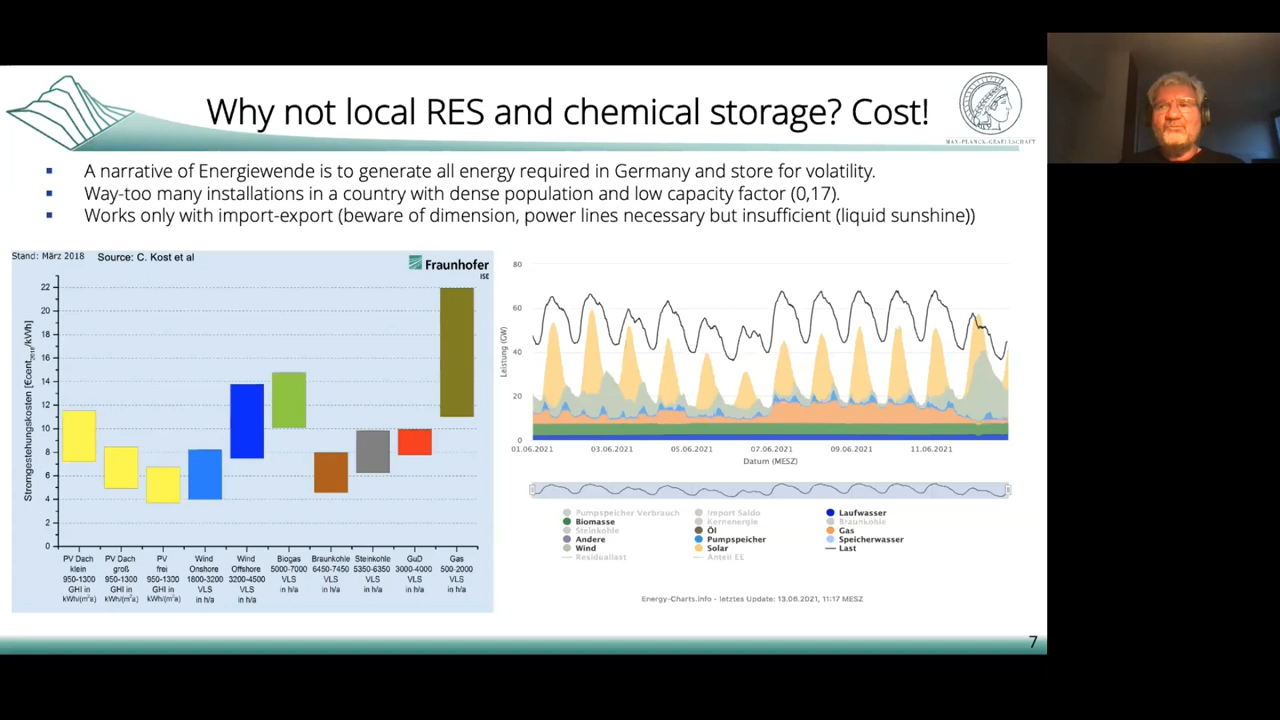 Why not local RES and chemical storage? Cost!
MAX-PLANCK-GESELLSCHAFT
A narrative of Energiewende is to generate all energy required in Germany and store for volatility.
Way-too many installations in a country with dense population and low capacity factor (0,17).
Works only with import-export (beware of dimension, power lines necessary but insufficient (liquid sunshine))
Stand: März 2018 Source: C. Kost et al
Fraunhofer
ISE
Stromgestehungskosten [€cent2018/kWh]
22
20
18
16
14
12
10
8
6
4
2
0
PV Dach klein 950-1300 GHI in kWh/(m²a)
PV Dach groß 950-1300 GHI in kWh/(m²a)
PV frei 950-1300 GHI in kWh/(m²a)
Wind Onshore 1800-3200 VLS in h/a
Wind Offshore 3200-4500 VLS in h/a
Biogas 5000-7000 VLS in h/a
Braunkohle 6450-7450 VLS in h/a
Steinkohle 5350-6350 VLS in h/a
GuD 3000-4000 VLS in h/a
Gas 500-2000 VLS in h/a
Leistung (GW)
80
60
40
20
0
01.06.2021 03.06.2021 05.06.2021 07.06.2021 09.06.2021 11.06.2021
Datum (MESZ)
Pumpspeicher Verbrauch Import Saldo Laufwasser
Biomasse Kernenergie Braunkohle
Steinkohle Öl Gas
Andere Pumpspeicher Speicherwasser
Wind Solar Last
Residuallast Anteil EE
Energy-Charts.info - letztes Update: 13.06.2021, 11:17 MESZ
7